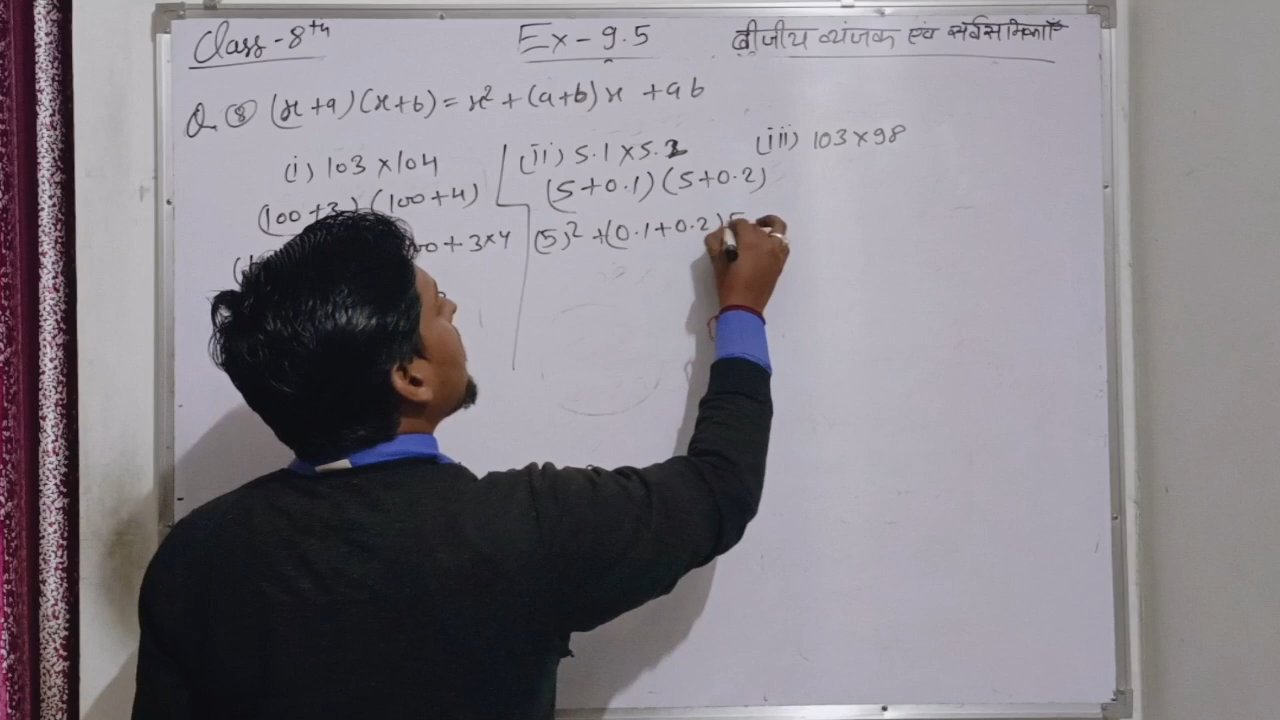 Class-8th
Ex-9.5
बीजीय व्यंजक एवं सर्वसमिकाएँ
Q. ⑧ (x+a)(x+b) = x² + (a+b)x + ab
(i) 103 × 104
(100+3)(100+4)
00 + 3×4
(ii) 5.1 × 5.2
(5+0.1)(5+0.2)
(5)² + (0.1+0.2)5
(iii) 103 × 98